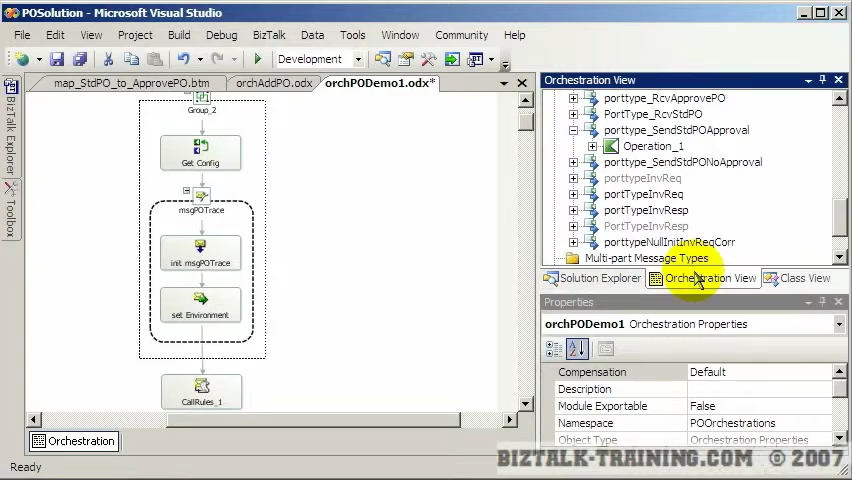 POSolution - Microsoft Visual Studio
File Edit View Project Build Debug BizTalk Data Tools Window Community Help
Development
map_StdPO_to_ApprovePO.btm orchAddPO.odx orchPODemo1.odx*
BizTalk Explorer
Toolbox
Group_2
Get Config
msgPOTrace
init msgPOTrace
set Environment
CallRules_1
Orchestration
Orchestration View
porttype_RcvApprovePO
PortType_RcvStdPO
porttype_SendStdPOApproval
Operation_1
porttype_SendStdPONoApproval
portTypeInvReq
portTypeInvReq
portTypeInvResp
portTypeInvResp
porttypeNullInitInvReqCorr
Multi-part Message Types
Solution Explorer Orchestration View Class View
Properties
orchPODemo1 Orchestration Properties
Compensation Default
Description
Module Exportable False
Namespace POOrchestrations
Object Type Orchestration Properties
BIZTALK-TRAINING.COM © 2007
Ready